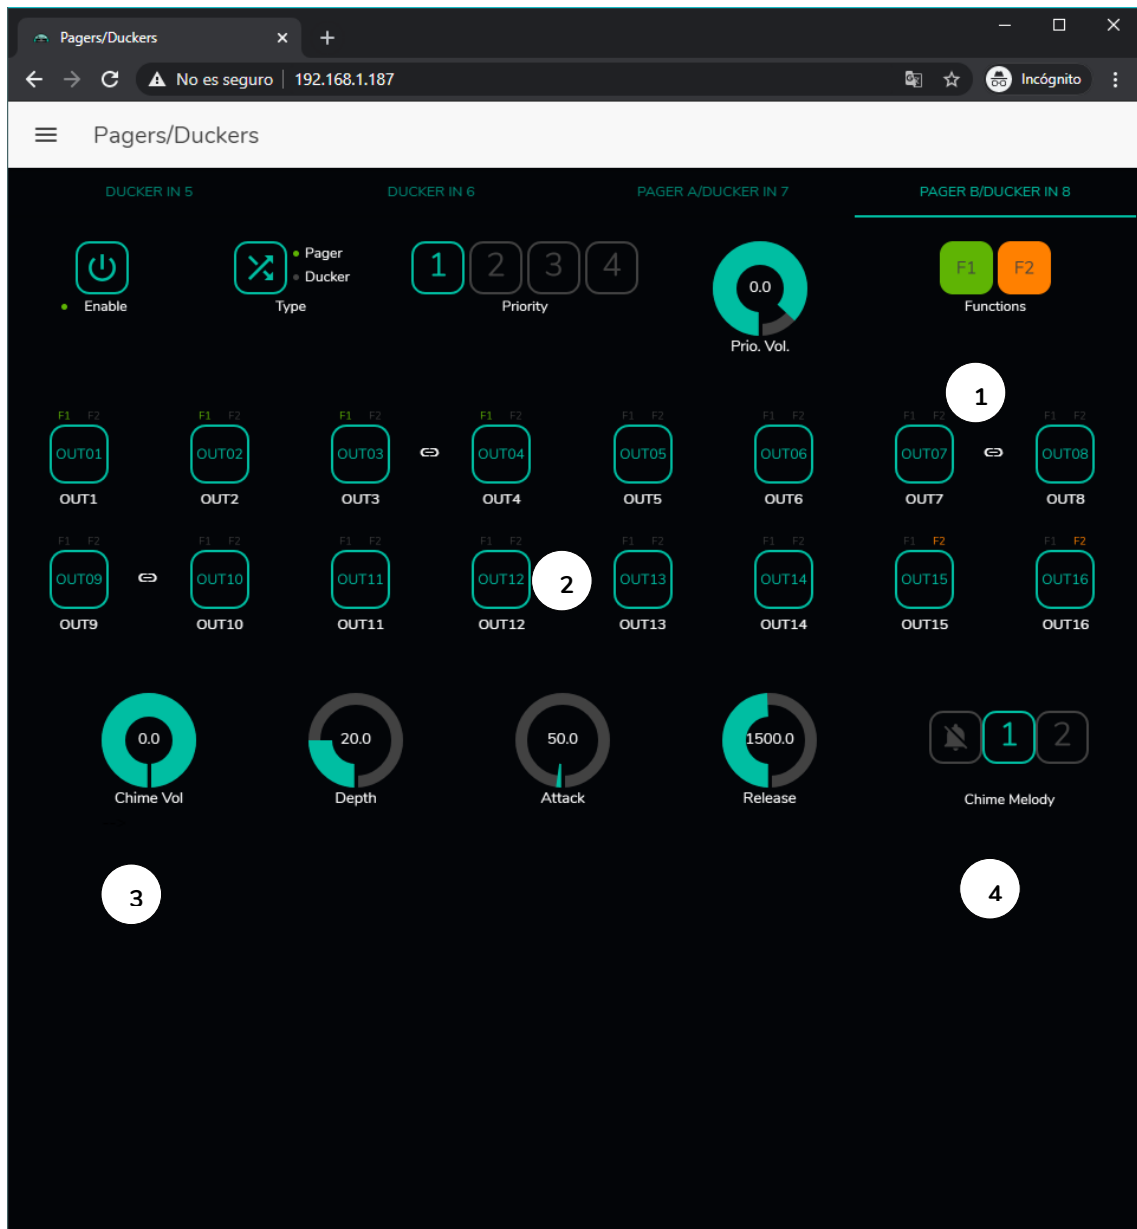 Pagers/Duckers
No es seguro 192.168.1.187 Incógnito
Pagers/Duckers
DUCKER IN 5 DUCKER IN 6 PAGER A/DUCKER IN 7 PAGER B/DUCKER IN 8
Enable
Pager
Ducker
Type
1 2 3 4
Priority
0.0
Prio. Vol.
F1 F2
Functions
1
F1 F2 F1 F2 F1 F2 F1 F2 F1 F2 F1 F2 F1 F2 F1 F2
OUT01 OUT02 OUT03 OUT04 OUT05 OUT06 OUT07 OUT08
OUT1 OUT2 OUT3 OUT4 OUT5 OUT6 OUT7 OUT8
F1 F2 F1 F2 F1 F2 F1 F2 F1 F2 F1 F2 F1 F2 F1 F2
OUT09 OUT10 OUT11 OUT12 2 OUT13 OUT14 OUT15 OUT16
OUT9 OUT10 OUT11 OUT12 OUT13 OUT14 OUT15 OUT16
0.0 20.0 50.0 1500.0 1 2
Chime Vol Depth Attack Release Chime Melody
3 4